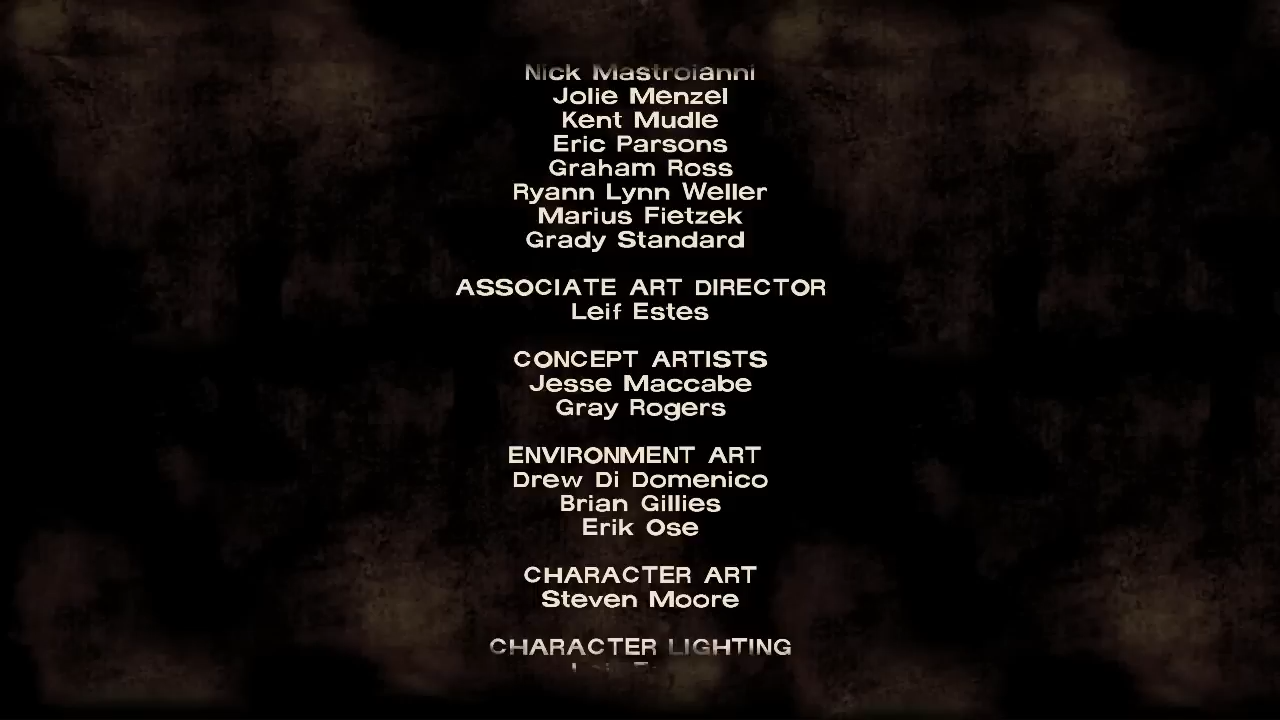 Nick Mastroianni
Jolie Menzel
Kent Mudle
Eric Parsons
Graham Ross
Ryann Lynn Weller
Marius Fietzek
Grady Standard
ASSOCIATE ART DIRECTOR
Leif Estes
CONCEPT ARTISTS
Jesse Maccabe
Gray Rogers
ENVIRONMENT ART
Drew Di Domenico
Brian Gillies
Erik Ose
CHARACTER ART
Steven Moore
CHARACTER LIGHTING